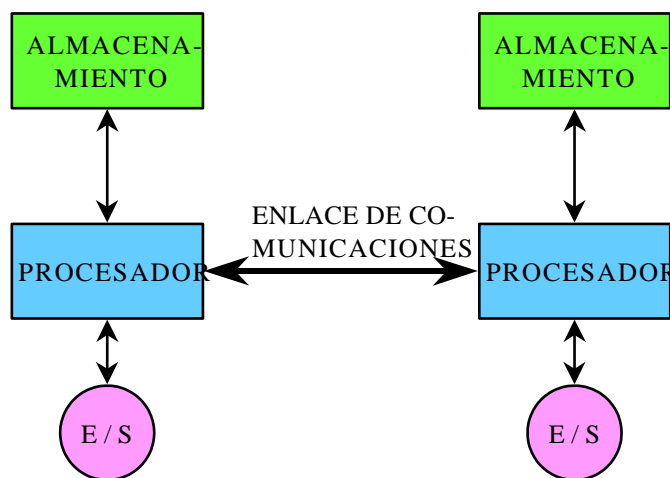 ALMACENA-
MIENTO
ALMACENA-
MIENTO
ENLACE DE CO-
MUNICACIONES
PROCESADOR
PROCESADOR
E / S
E / S